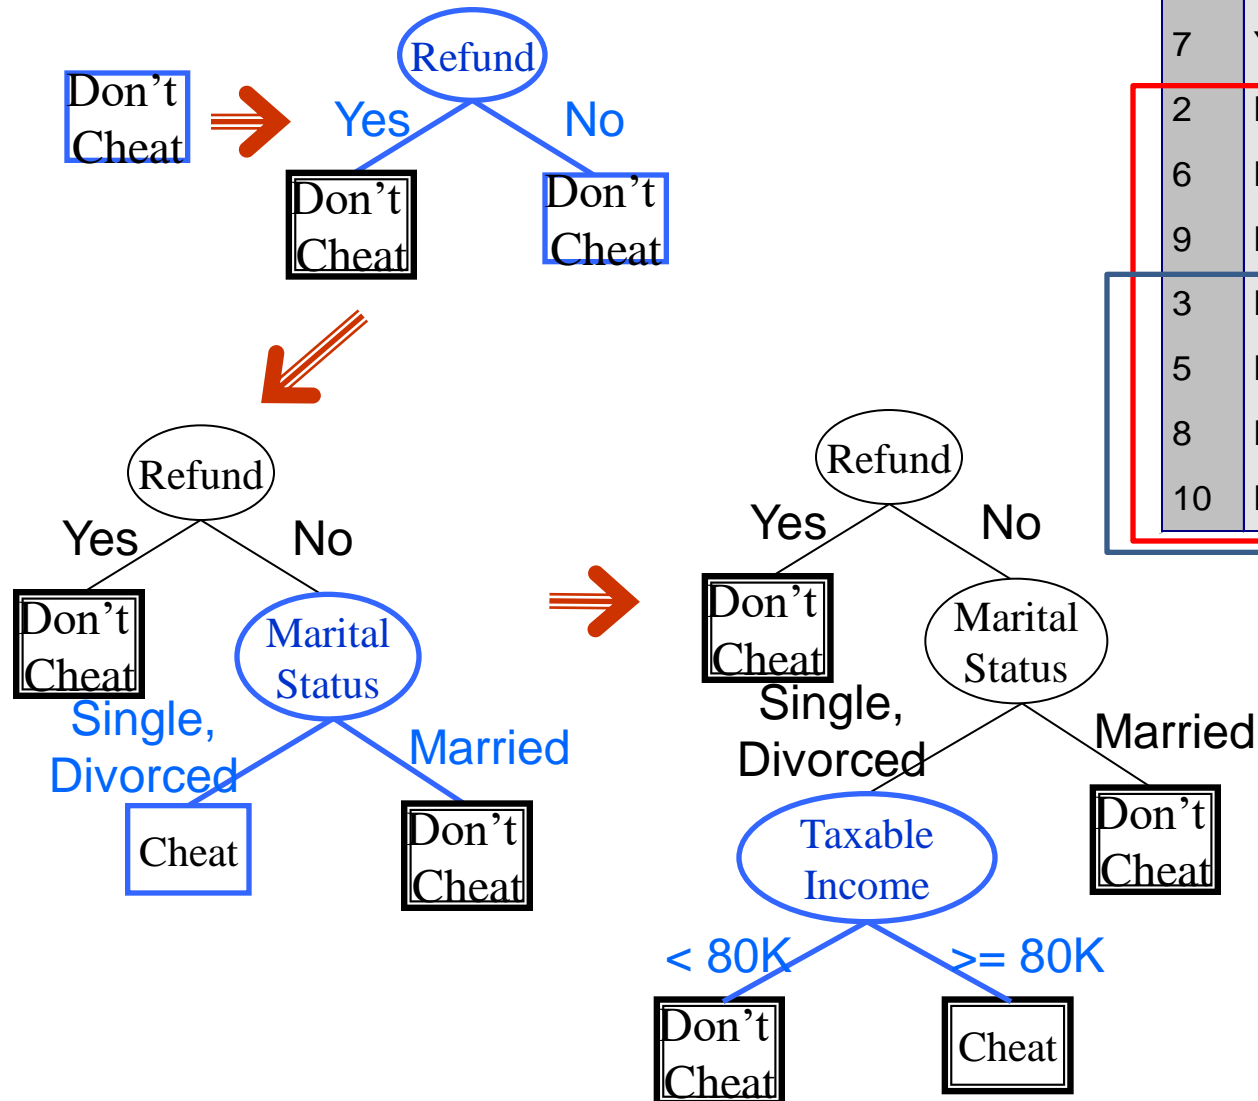 Refund
Don't
Cheat
Yes
No
Don't
Cheat
Don't
Cheat
7
2
6
9
3
5
8
10
Refund
Yes
No
Don't
Cheat
Marital
Status
Single,
Divorced
Married
Cheat
Don't
Cheat
Refund
Yes
No
Don't
Cheat
Marital
Status
Single,
Divorced
Married
Taxable
Income
Don't
Cheat
< 80K
>= 80K
Don't
Cheat
Cheat